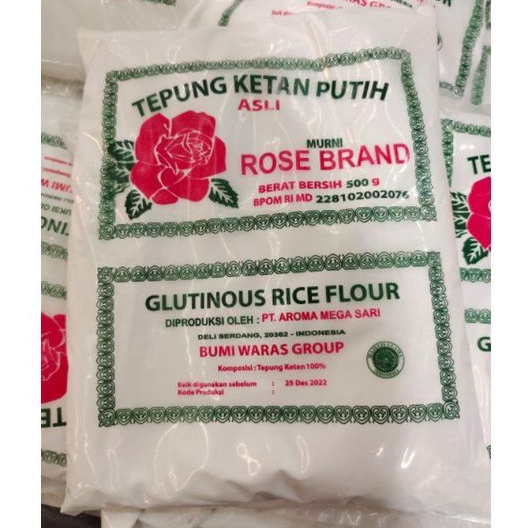 TEPUNG KETAN PUTIH
ASLI
MURNI
ROSE BRAND
BERAT BERSIH 500 g
BPOM RI MD 228102002076
GLUTINOUS RICE FLOUR
DIPRODUKSI OLEH : PT. AROMA MEGA SARI
DELI SERDANG, 20362 - INDONESIA
BUMI WARAS GROUP
Komposisi : Tepung Ketan 100%
Baik digunakan sebelum : 25 Des 2022
Kode Produksi :